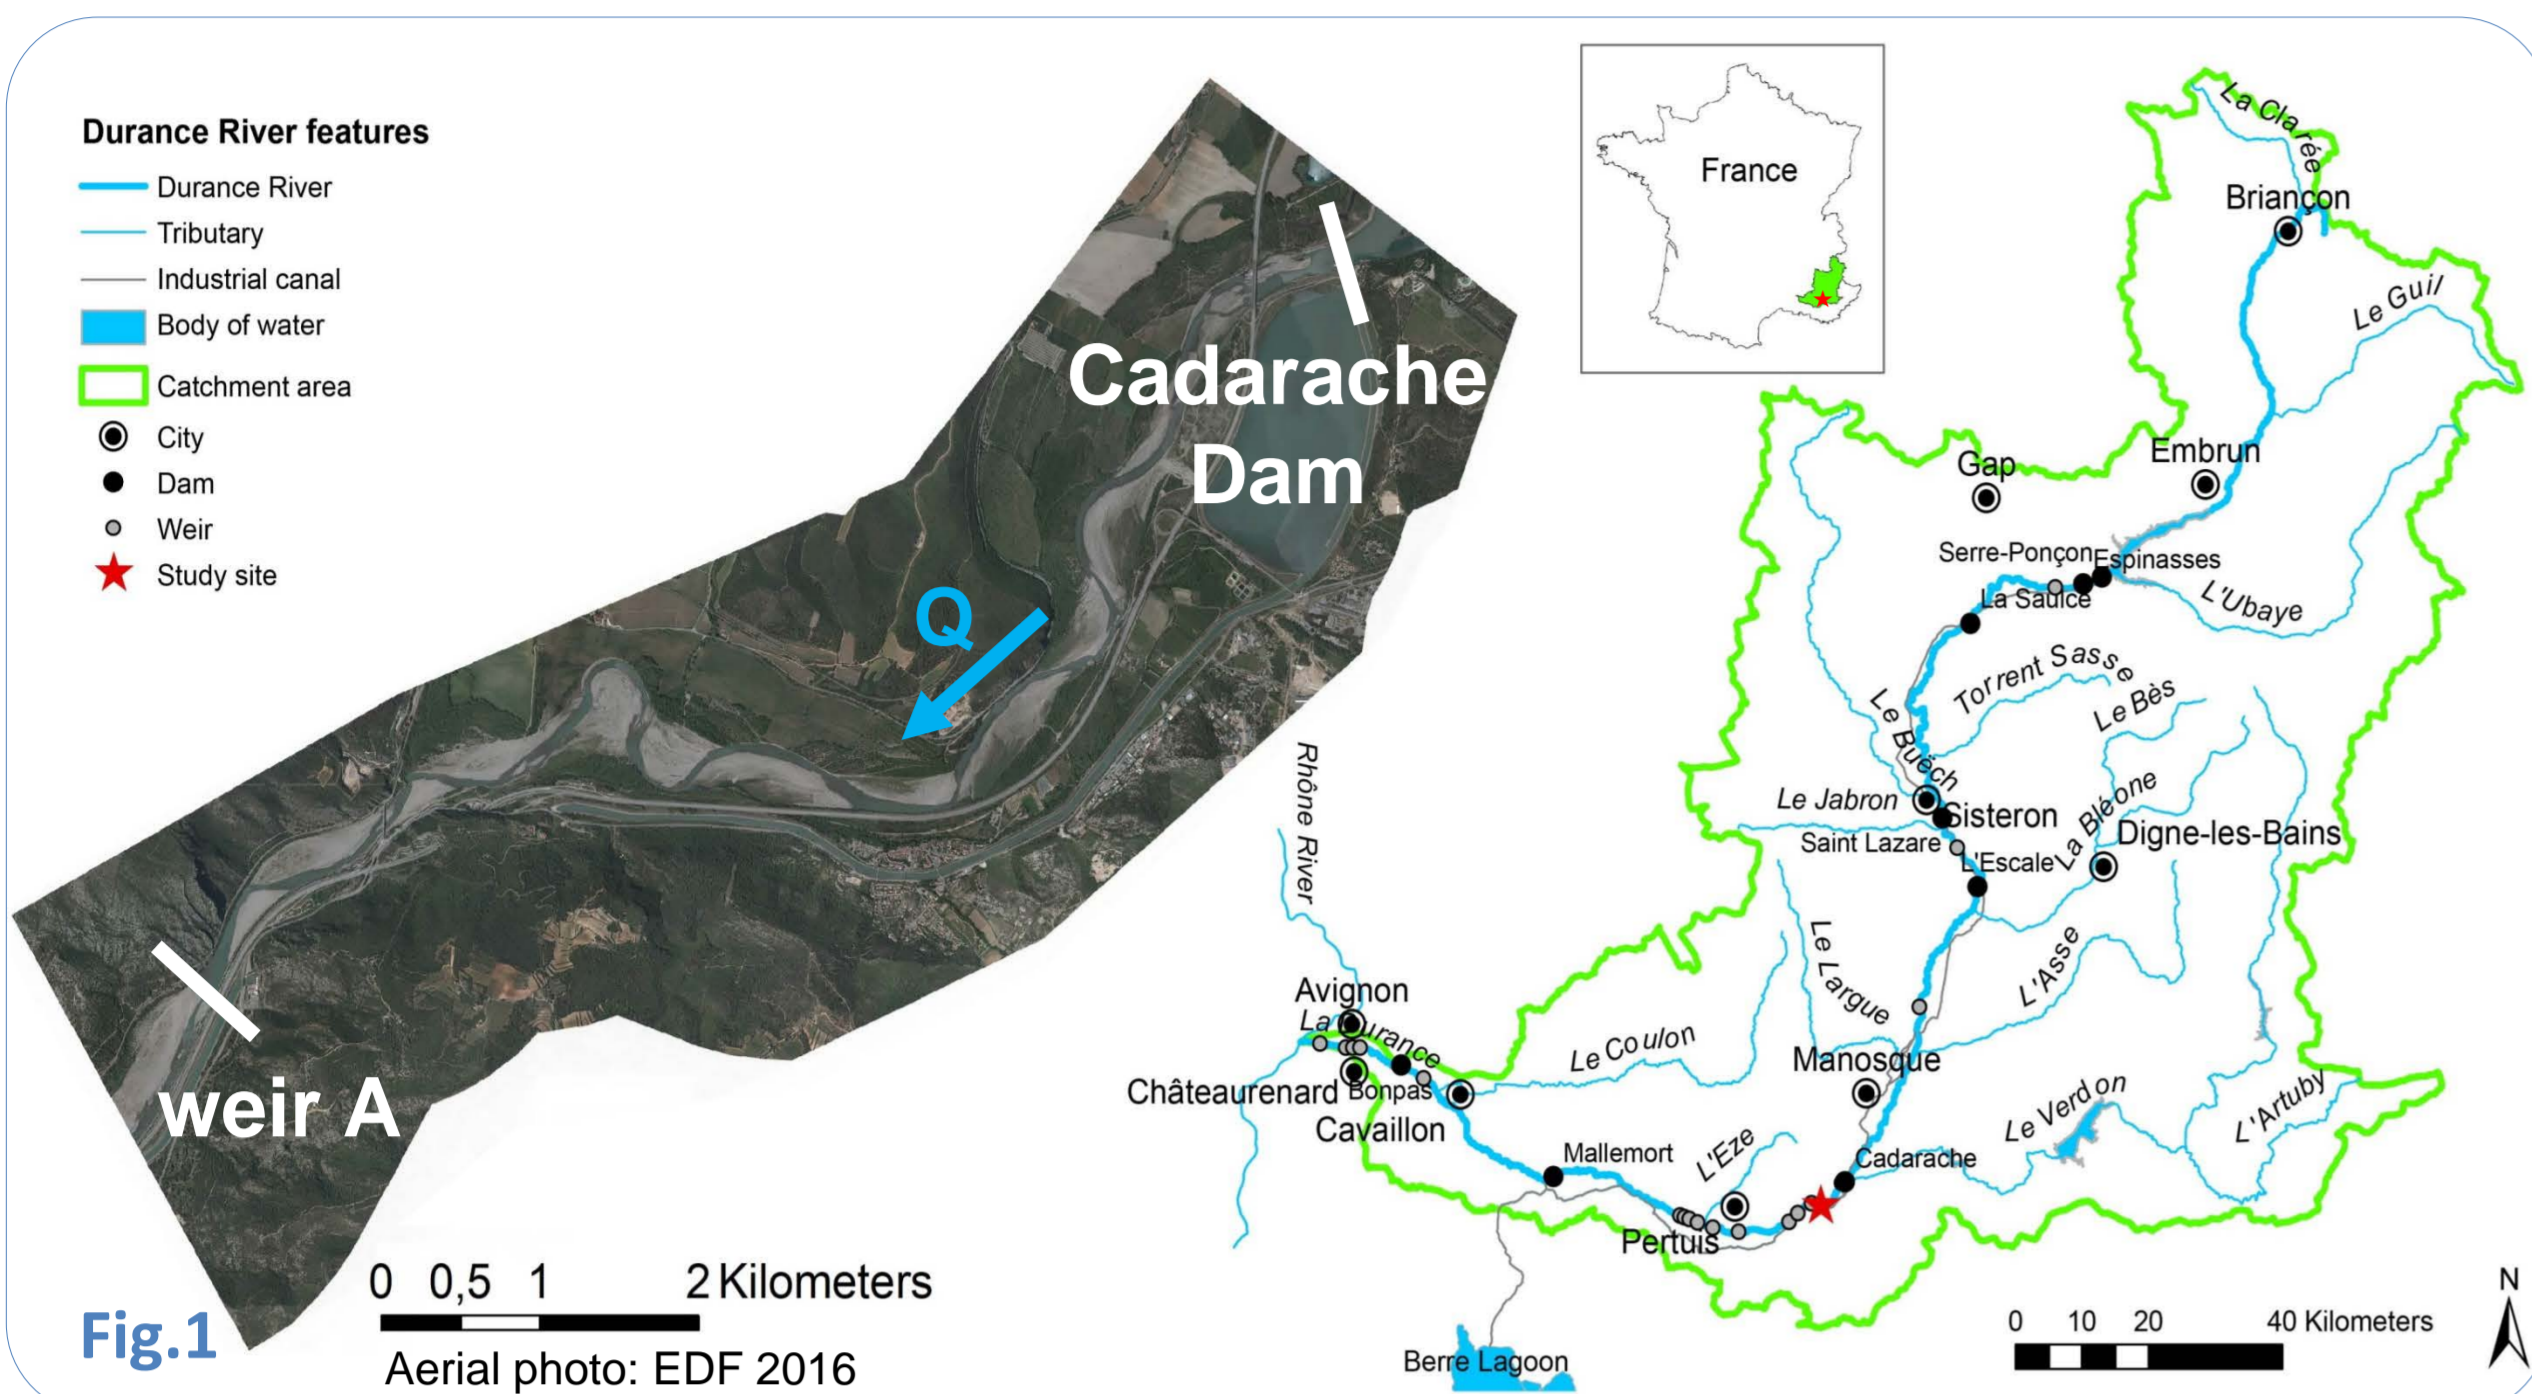 Durance River features
Durance River
Tributary
Industrial canal
Body of water
Catchment area
City
Dam
Weir
Study site
Cadarache
Dam
Q
weir A
0 0,5 1 2 Kilometers
Aerial photo: EDF 2016
Fig.1
France
La Clarée
Briançon
Le Guil
Embrun
Gap
Serre-Ponçon
Espinasses
La Saulce
L'Ubaye
Torrent Sasse
Le Bès
Le Buëch
Le Jabron
Sisteron
Saint Lazare
L'Escale
La Bléone
Digne-les-Bains
Rhône River
Le Largue
L'Asse
Avignon
La Durance
Le Coulon
Manosque
Châteaurenard
Bonpas
Cavaillon
Le Verdon
L'Artuby
Mallemort
L'Eze
Cadarache
Pertuis
Berre Lagoon
0 10 20 40 Kilometers
N